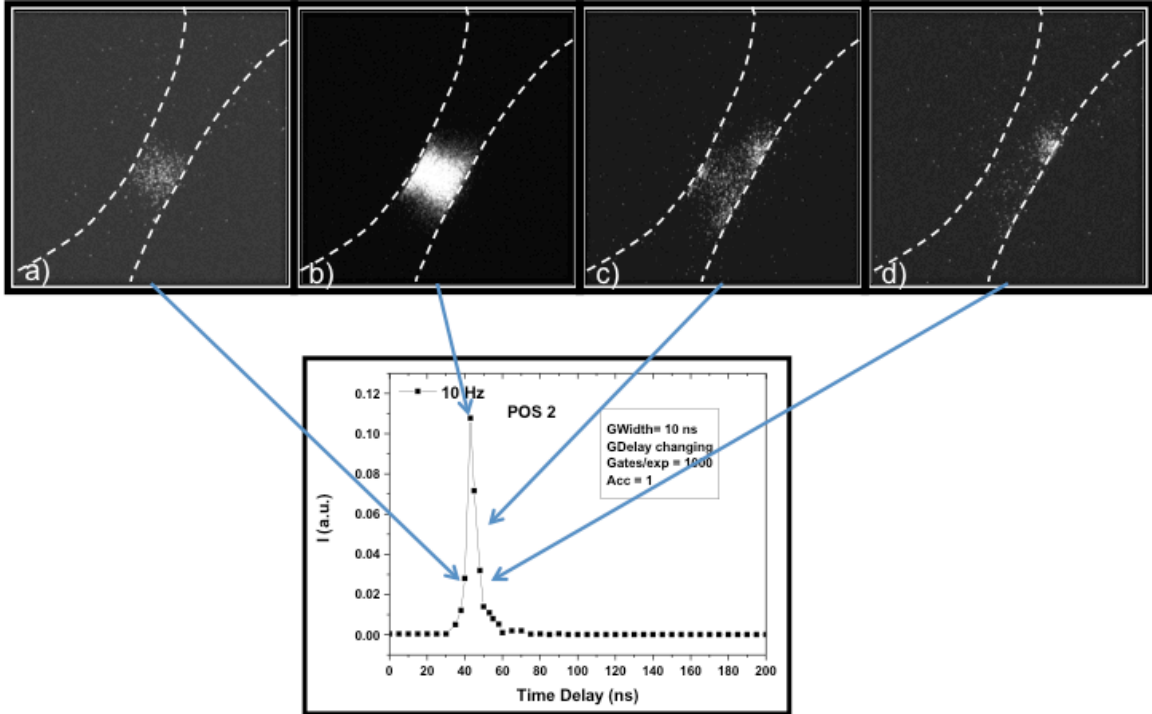 a) b) c) d)
10 Hz
POS 2
GWidth= 10 ns
GDelay changing
Gates/exp = 1000
Acc = 1
0.12
0.10
0.08
0.06
0.04
0.02
0.00
I (a.u.)
0 20 40 60 80 100 120 140 160 180 200
Time Delay (ns)